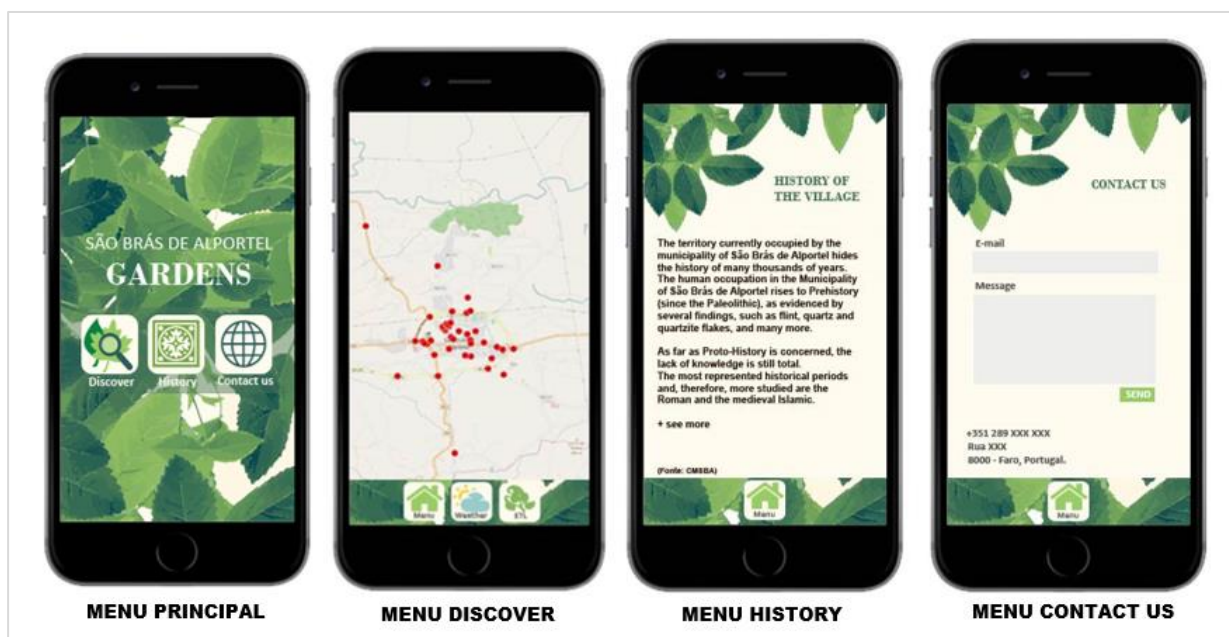 SÃO BRÁS DE ALPORTEL
GARDENS
Discover
History
Contact us
MENU PRINCIPAL
Menu
Weather
ETL
MENU DISCOVER
HISTORY OF
THE VILLAGE
The territory currently occupied by the
municipality of São Brás de Alportel hides
the history of many thousands of years.
The human occupation in the Municipality
of São Brás de Alportel rises to Prehistory
(since the Paleolithic), as evidenced by
several findings, such as flint, quartz and
quartzite flakes, and many more.
As far as Proto-History is concerned, the
lack of knowledge is still total.
The most represented historical periods
and, therefore, more studied are the
Roman and the medieval Islamic.
+ see more
(Fonte: CMSBA)
Menu
MENU HISTORY
CONTACT US
E-mail
Message
SEND
+351 289 XXX XXX
Rua XXX
8000 - Faro, Portugal.
Menu
MENU CONTACT US